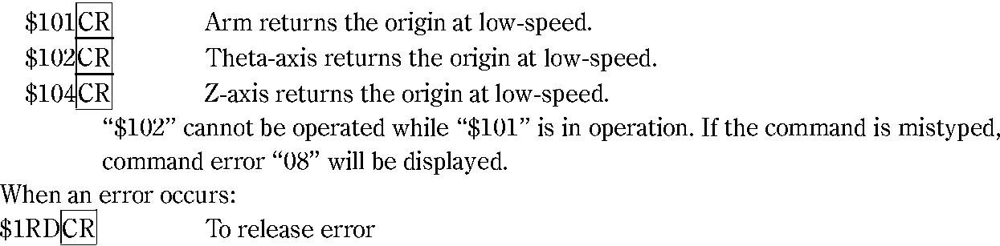 $101CR Arm returns the origin at low-speed.
$102CR Theta-axis returns the origin at low-speed.
$104CR Z-axis returns the origin at low-speed.
“$102” cannot be operated while “$101” is in operation. If the command is mistyped,
command error “08” will be displayed.
When an error occurs:
$1RDCR To release error